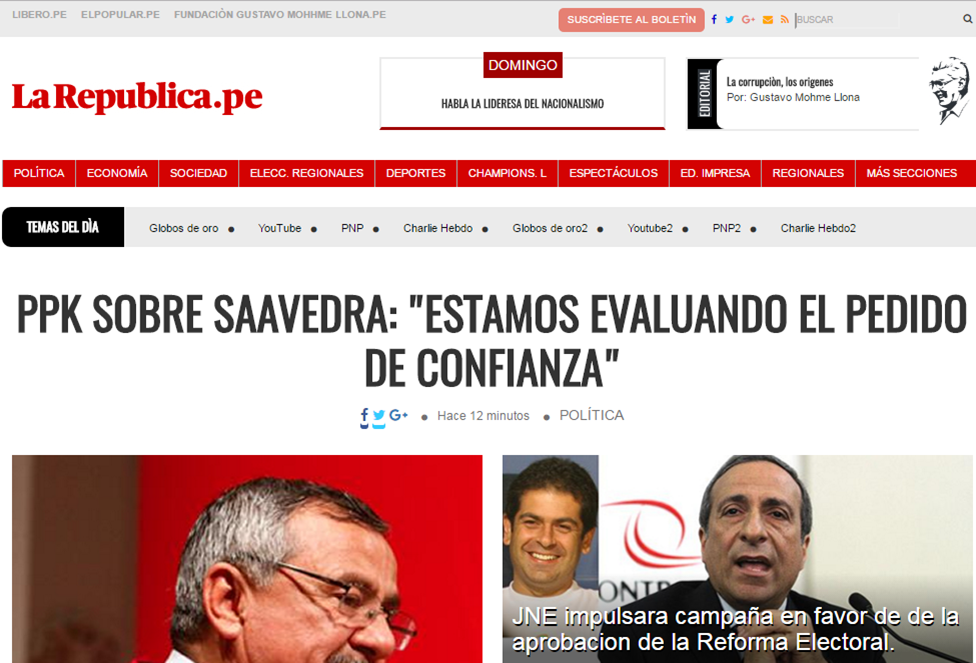 LIBERO.PE ELPOPULAR.PE FUNDACIÒN GUSTAVO MOHHME LLONA.PE
SUSCRÌBETE AL BOLETÌN
G+
BUSCAR
LaRepublica.pe
DOMINGO
HABLA LA LIDERESA DEL NACIONALISMO
EDITORIAL
La corrupciòn, los origenes
Por: Gustavo Mohme Llona
POLÍTICA ECONOMÍA SOCIEDAD ELECC. REGIONALES DEPORTES CHAMPIONS. L ESPECTÁCULOS ED. IMPRESA REGIONALES MÁS SECCIONES
TEMAS DEL DÌA
Globos de oro ● YouTube ● PNP ● Charlie Hebdo ● Globos de oro2 ● Youtube2 ● PNP2 ● Charlie Hebdo2
PPK SOBRE SAAVEDRA: "ESTAMOS EVALUANDO EL PEDIDO
DE CONFIANZA"
G+ ● Hace 12 minutos ● POLÍTICA
CONTR
JNE impulsara campaña en favor de de la
aprobacion de la Reforma Electoral.